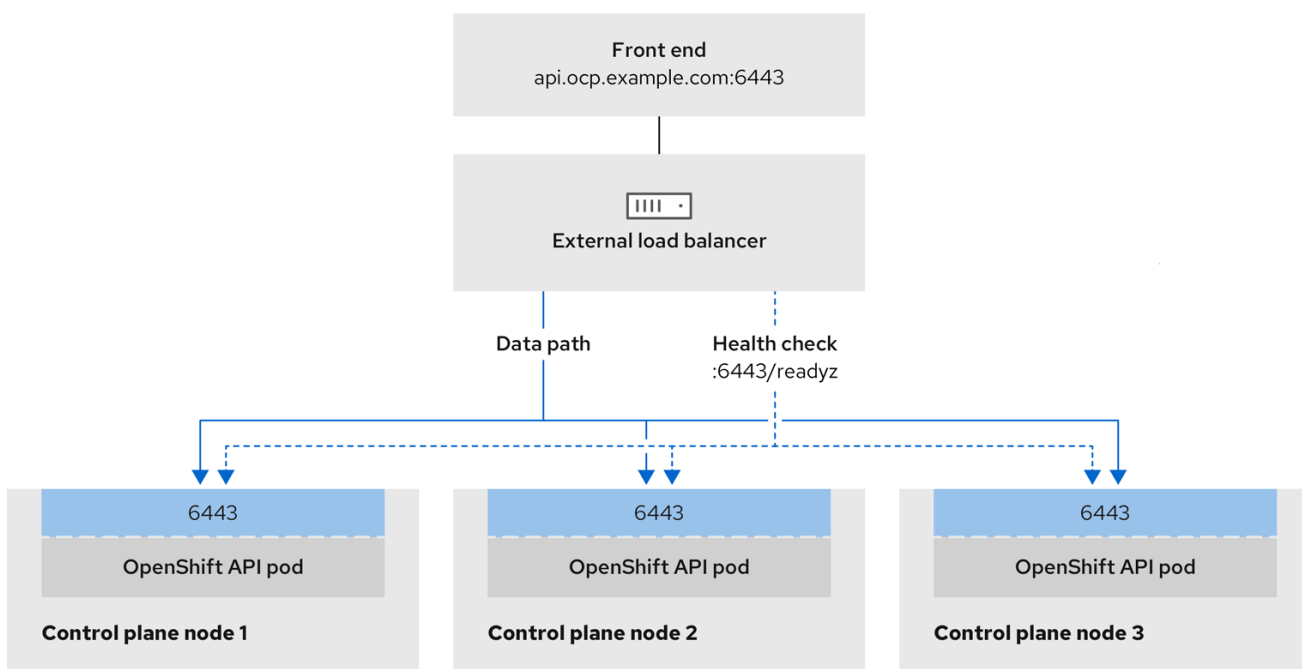 Front end
api.ocp.example.com:6443
External load balancer
Data path
Health check
:6443/readyz
6443
OpenShift API pod
Control plane node 1
6443
OpenShift API pod
Control plane node 2
6443
OpenShift API pod
Control plane node 3